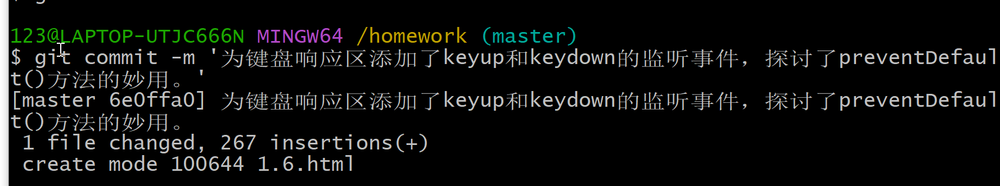 123@LAPTOP-UTJC666N MINGW64 /homework (master)
$ git commit -m '为键盘响应区添加了keyup和keydown的监听事件，探讨了preventDefaul
t()方法的妙用。'
[master 6e0ffa0] 为键盘响应区添加了keyup和keydown的监听事件，探讨了preventDefaul
t()方法的妙用。
 1 file changed, 267 insertions(+)
 create mode 100644 1.6.html